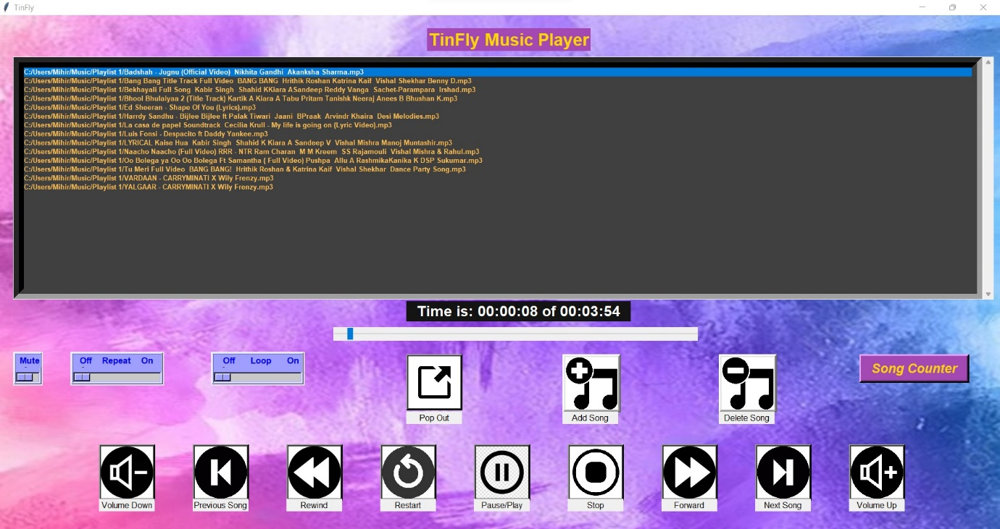 TinFly
TinFly Music Player
C:/Users/Mihir/Music/Playlist 1/Badshah - Jugnu (Official Video)  Nikhita Gandhi  Akanksha Sharma.mp3
C:/Users/Mihir/Music/Playlist 1/Bang Bang Title Track Full Video  BANG BANG  Hrithik Roshan Katrina Kaif  Vishal Shekhar Benny D.mp3
C:/Users/Mihir/Music/Playlist 1/Bekhayali Full Song  Kabir Singh  Shahid KKiara ASandeep Reddy Vanga  Sachet-Parampara  Irshad.mp3
C:/Users/Mihir/Music/Playlist 1/Bhool Bhulaiyaa 2 (Title Track) Kartik A Kiara A Tabu Pritam Tanishk Neeraj Anees B Bhushan K.mp3
C:/Users/Mihir/Music/Playlist 1/Ed Sheeran - Shape Of You (Lyrics).mp3
C:/Users/Mihir/Music/Playlist 1/Harrdy Sandhu - Bijlee Bijlee ft Palak Tiwari  Jaani  BPraak  Arvindr Khaira  Desi Melodies.mp3
C:/Users/Mihir/Music/Playlist 1/La casa de papel Soundtrack  Cecilia Krull - My life is going on (Lyric Video).mp3
C:/Users/Mihir/Music/Playlist 1/Luis Fonsi - Despacito ft Daddy Yankee.mp3
C:/Users/Mihir/Music/Playlist 1/LYRICAL Kaise Hua  Kabir Singh  Shahid K Kiara A Sandeep V  Vishal Mishra Manoj Muntashir.mp3
C:/Users/Mihir/Music/Playlist 1/Naacho Naacho (Full Video) RRR - NTR Ram Charan  M M Kreem  SS Rajamouli  Vishal Mishra & Rahul.mp3
C:/Users/Mihir/Music/Playlist 1/Oo Bolega ya Oo Oo Bolega Ft Samantha ( Full Video) Pushpa  Allu A RashmikaKanika K DSP Sukumar.mp3
C:/Users/Mihir/Music/Playlist 1/Tu Meri Full Video  BANG BANG!  Hrithik Roshan & Katrina Kaif  Vishal Shekhar  Dance Party Song.mp3
C:/Users/Mihir/Music/Playlist 1/VARDAAN - CARRYMINATI X Wily Frenzy.mp3
C:/Users/Mihir/Music/Playlist 1/YALGAAR - CARRYMINATI X Wily Frenzy.mp3
Time is: 00:00:08 of 00:03:54
Mute
Off Repeat On
Off Loop On
Song Counter
Pop Out
Add Song
Delete Song
Volume Down
Previous Song
Rewind
Restart
Pause/Play
Stop
Forward
Next Song
Volume Up